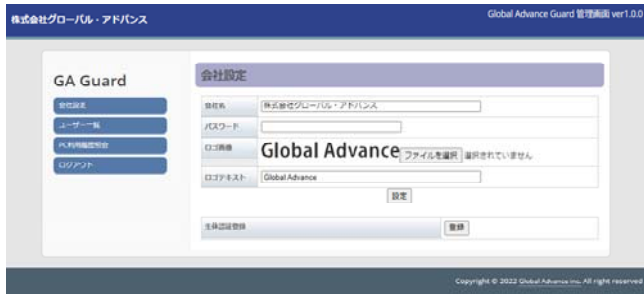 株式会社グローバル・アドバンス
Global Advance Guard 管理画面 ver1.0.0
GA Guard
会社設定
ユーザー一覧
PC利用履歴照会
ログアウト
会社設定
会社名 株式会社グローバル・アドバンス
パスワード
ロゴ画像 Global Advance ファイルを選択 選択されていません
ロゴテキスト Global Advance
設定
主体認証登録 登録
Copyright © 2022 Global Advance inc. All right reserved